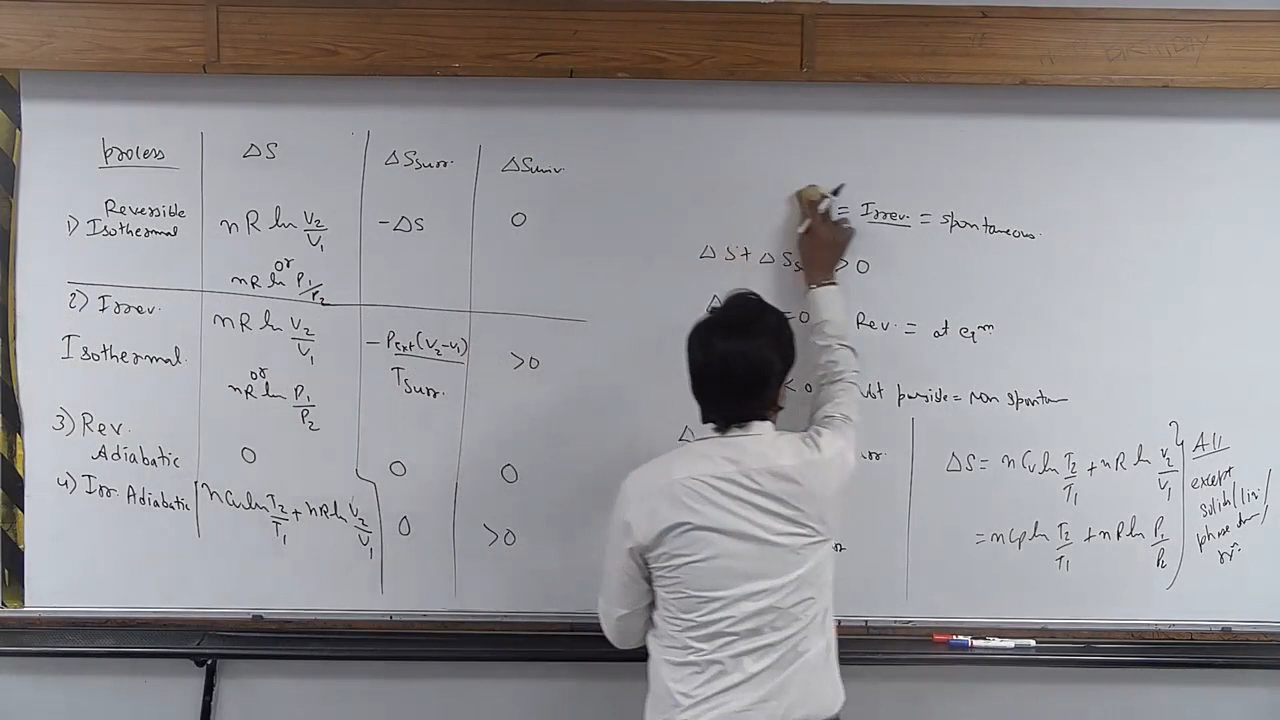 process
ΔS
ΔSsurr.
ΔSuniv.
1) Reversible
Isothermal
nR ln V2/V1
or
nR ln P1/P2
-ΔS
0
2) Irrev.
Isothermal.
nR ln V2/V1
or
nR ln P1/P2
- PExt(V2-V1)/TSurr.
>0
3) Rev.
Adiabatic
0
0
0
4) Irr. Adiabatic
nCv ln T2/T1 + nR ln V2/V1
0
>0
= Irrev. = spontaneous.
ΔS + ΔS > 0
=0 Rev. = at eqm
< 0 = non spontan
ΔS = nCv ln T2/T1 + nR ln V2/V1
= nCp ln T2/T1 + nR ln P1/P2
All
except
solid/liq/
phase